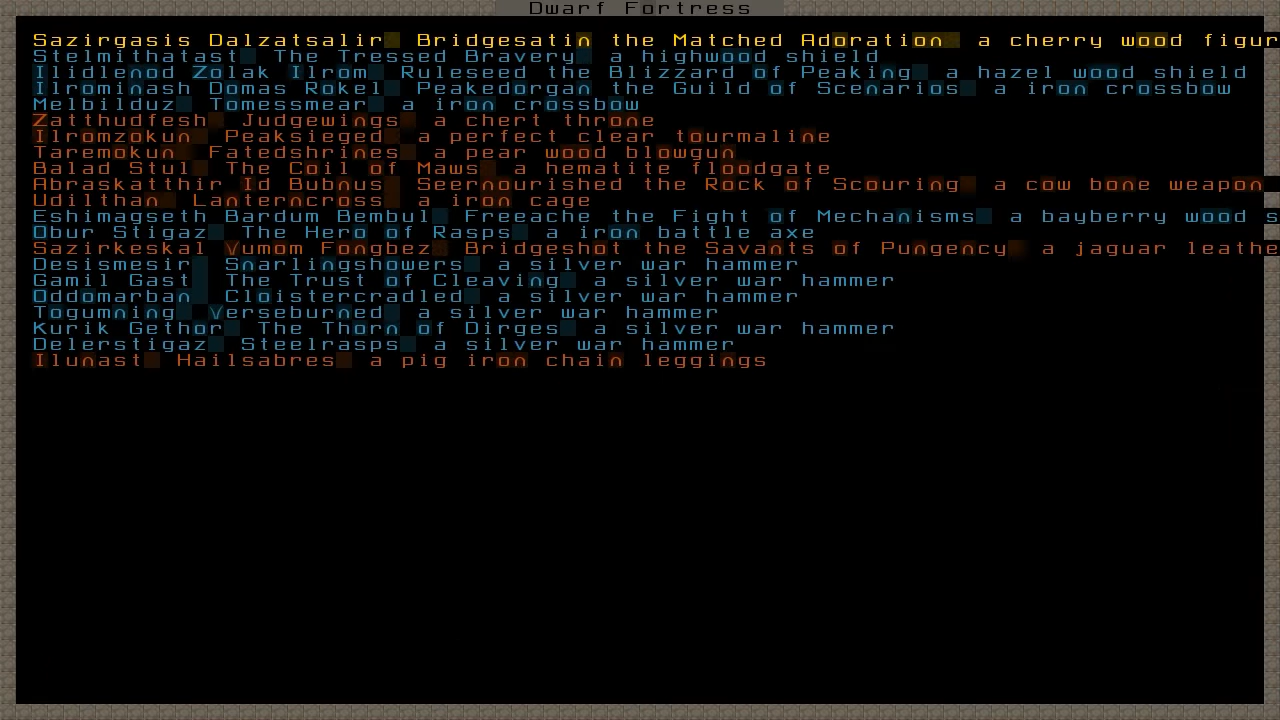 Dwarf Fortress
Sazirgasis Dalzatsalir Bridgesatin the Matched Adoration a cherry wood figur
Stelmithatast The Tressed Bravery a highwood shield
Ilidlenod Zolak Ilrom Ruleseed the Blizzard of Peaking a hazel wood shield
Ilrominash Domas Rokel Peakedorgan the Guild of Scenarios a iron crossbow
Melbilduz Tomessmear a iron crossbow
Zatthudfesh Judgewings a chert throne
Ilromzokun Peaksieged a perfect clear tourmaline
Taremokun Fatedshrines a pear wood blowgun
Balad Stul The Coil of Maws a hematite floodgate
Abraskatthir Id Bubnus Seernourished the Rock of Scouring a cow bone weapon
Udilthan Lanterncross a iron cage
Eshimagseth Bardum Bembul Freeache the Fight of Mechanisms a bayberry wood s
Obur Stigaz The Hero of Rasps a iron battle axe
Sazirkeskal Vumom Fongbez Bridgeshot the Savants of Pungency a jaguar leathe
Desismesir Snarlingshowers a silver war hammer
Gamil Gast The Trust of Cleaving a silver war hammer
Oddomarban Cloistercradled a silver war hammer
Togumning Verseburned a silver war hammer
Kurik Gethor The Thorn of Dirges a silver war hammer
Delerstigaz Steelrasps a silver war hammer
Ilunast Hailsabres a pig iron chain leggings